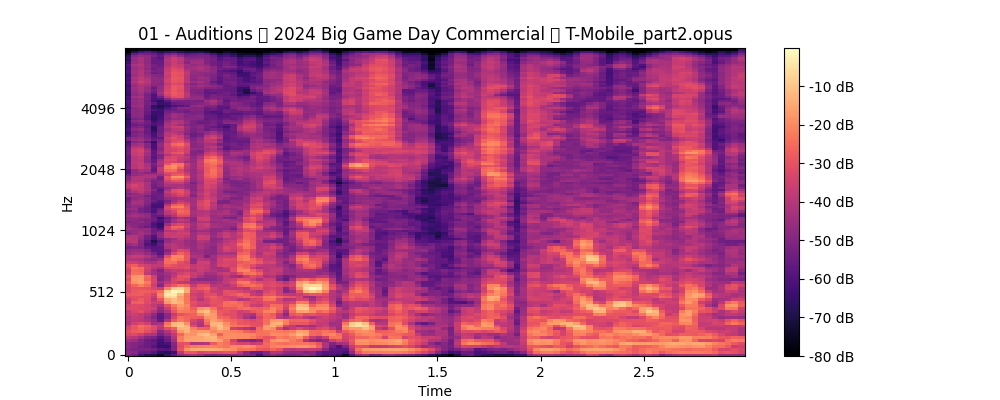 01 - Auditions ▯ 2024 Big Game Day Commercial ▯ T-Mobile_part2.opus
Hz
4096
2048
1024
512
0
0
0.5
1
1.5
2
2.5
Time
-10 dB
-20 dB
-30 dB
-40 dB
-50 dB
-60 dB
-70 dB
-80 dB